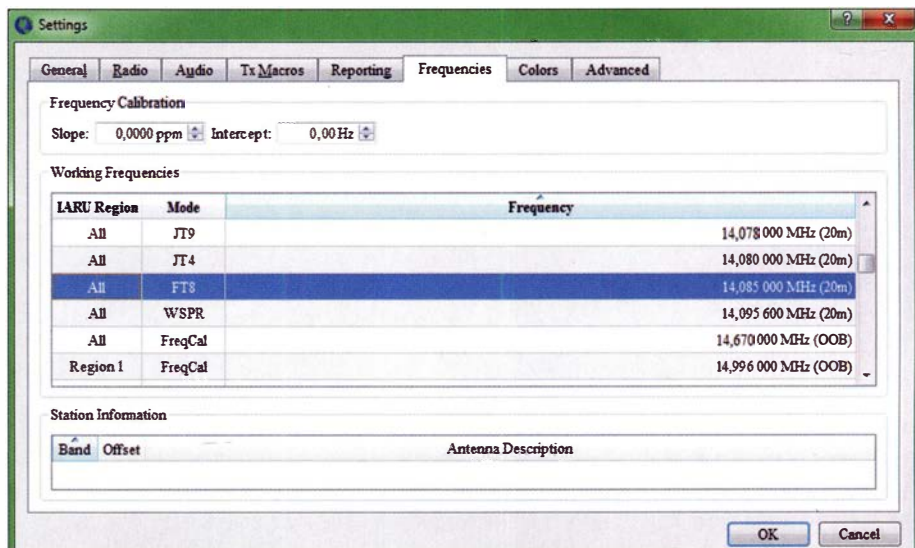 Settings
General Radio Audio Tx Macros Reporting Frequencies Colors Advanced
Frequency Calibration
Slope: 0,0000 ppm Intercept: 0,00 Hz
Working Frequencies
IARU Region Mode Frequency
All JT9 14,078 000 MHz (20m)
All JT4 14,080 000 MHz (20m)
All FT8 14,085 000 MHz (20m)
All WSPR 14,095 600 MHz (20m)
All FreqCal 14,670 000 MHz (OOB)
Region 1 FreqCal 14,996 000 MHz (OOB)
Station Information
Band Offset Antenna Description
OK Cancel